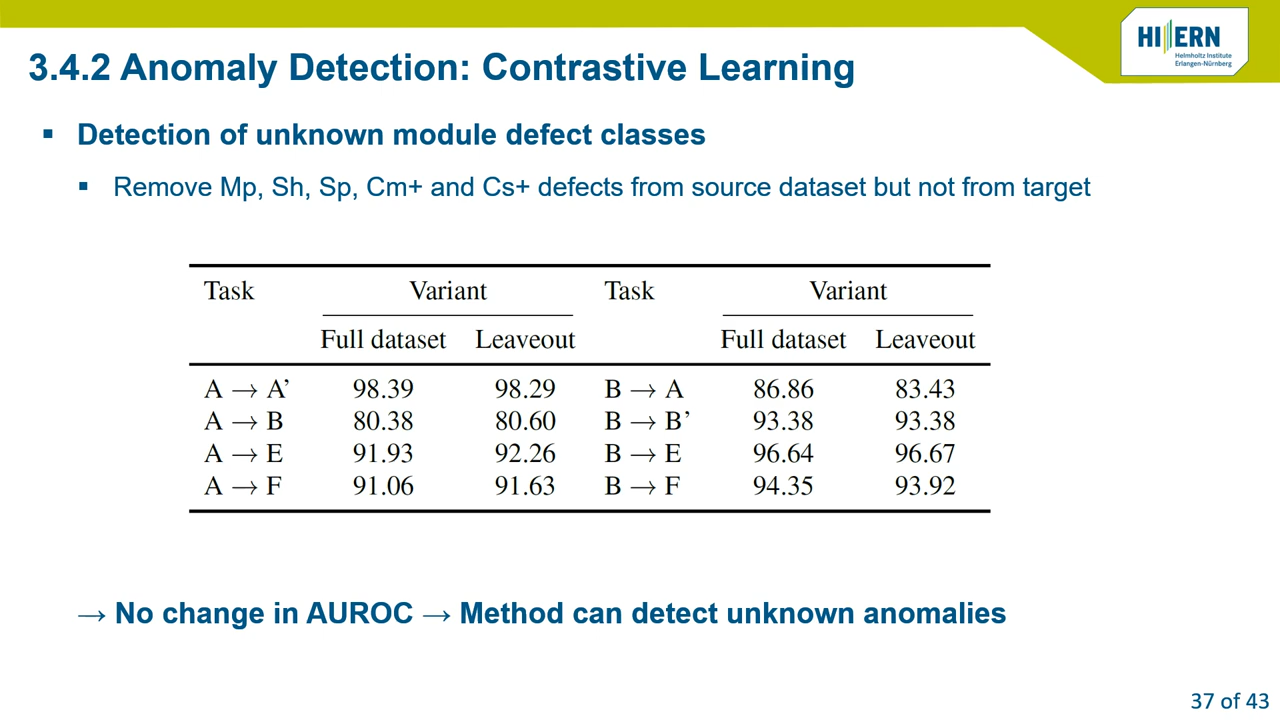 HI ERN
Helmholtz Institute
Erlangen-Nürnberg
3.4.2 Anomaly Detection: Contrastive Learning
▪ Detection of unknown module defect classes
▪ Remove Mp, Sh, Sp, Cm+ and Cs+ defects from source dataset but not from target
Task Variant Task Variant
Full dataset Leaveout Full dataset Leaveout
A → A’ 98.39 98.29 B → A 86.86 83.43
A → B 80.38 80.60 B → B’ 93.38 93.38
A → E 91.93 92.26 B → E 96.64 96.67
A → F 91.06 91.63 B → F 94.35 93.92
→ No change in AUROC → Method can detect unknown anomalies
37 of 43